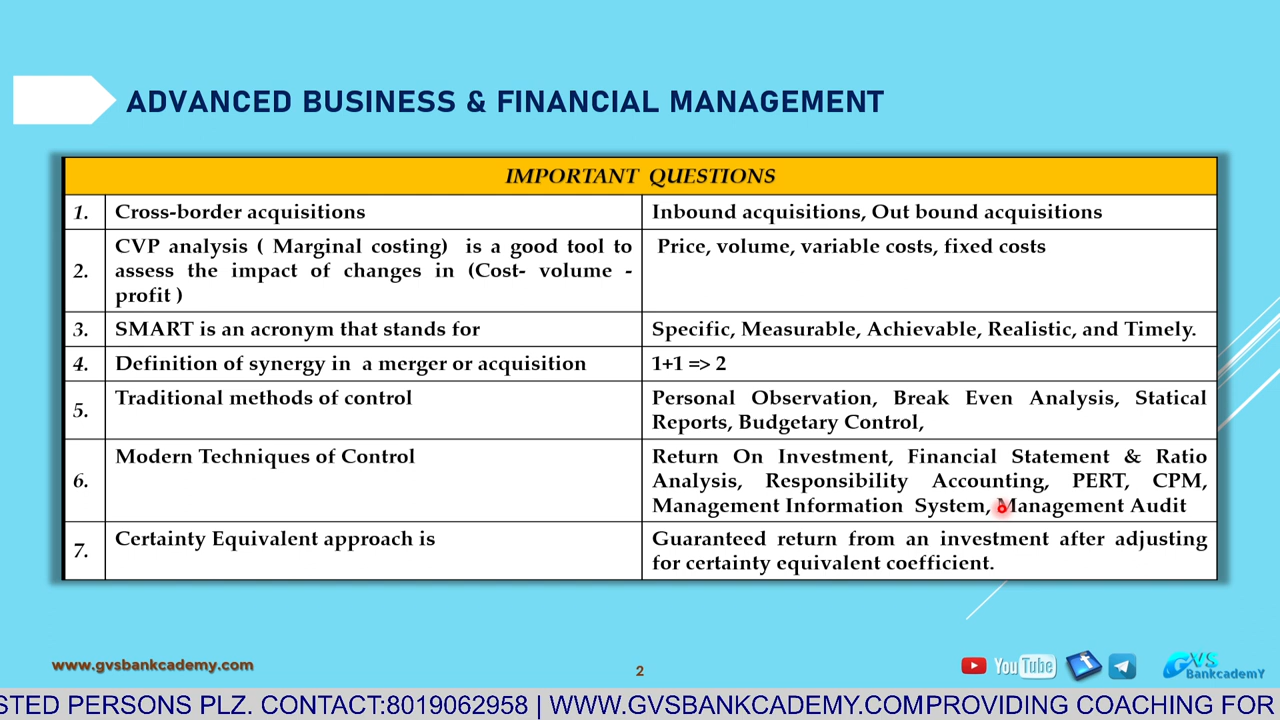 ADVANCED BUSINESS & FINANCIAL MANAGEMENT
IMPORTANT QUESTIONS
1. Cross-border acquisitions Inbound acquisitions, Out bound acquisitions
2. CVP analysis ( Marginal costing) is a good tool to
assess the impact of changes in (Cost- volume -
profit )
Price, volume, variable costs, fixed costs
3. SMART is an acronym that stands for Specific, Measurable, Achievable, Realistic, and Timely.
4. Definition of synergy in a merger or acquisition 1+1 => 2
5. Traditional methods of control
Personal Observation, Break Even Analysis, Statical
Reports, Budgetary Control,
6. Modern Techniques of Control
Return On Investment, Financial Statement & Ratio
Analysis, Responsibility Accounting, PERT, CPM,
Management Information System, Management Audit
7. Certainty Equivalent approach is
Guaranteed return from an investment after adjusting
for certainty equivalent coefficient.
www.gvsbankcademy.com
2
YouTube
GVS
BankcademY
STED PERSONS PLZ. CONTACT:8019062958 | WWW.GVSBANKCADEMY.COMPROVIDING COACHING FOR